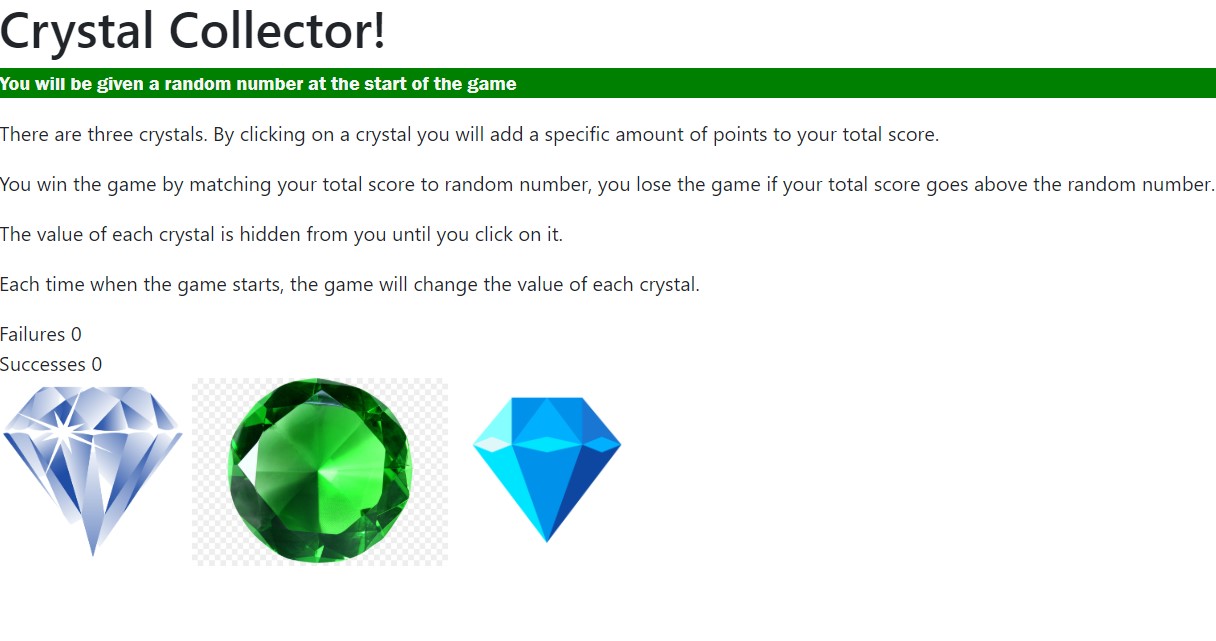 Crystal Collector!
You will be given a random number at the start of the game
There are three crystals. By clicking on a crystal you will add a specific amount of points to your total score.
You win the game by matching your total score to random number, you lose the game if your total score goes above the random number.
The value of each crystal is hidden from you until you click on it.
Each time when the game starts, the game will change the value of each crystal.
Failures 0
Successes 0